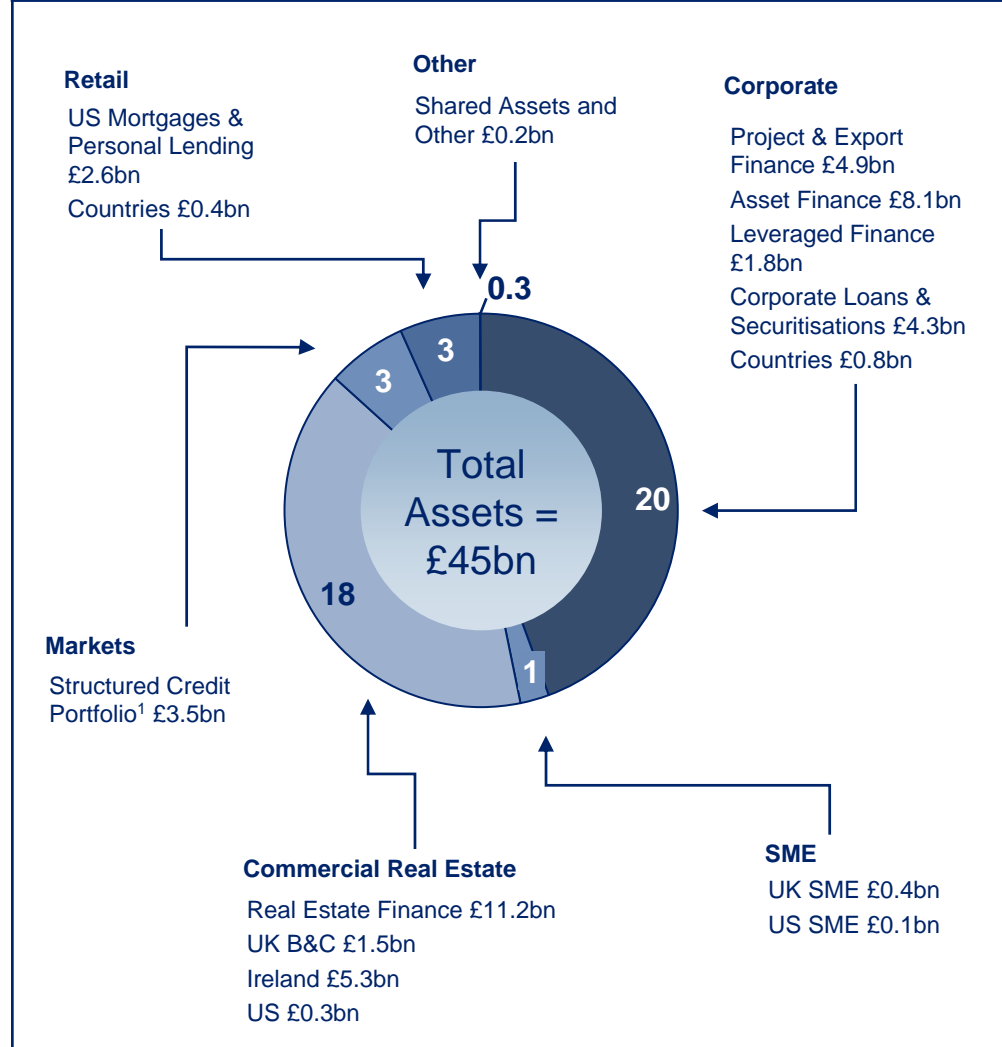 Retail
US Mortgages &
Personal Lending
£2.6bn
Countries £0.4bn
Other
Shared Assets and
Other £0.2bn
Corporate
Project & Export
Finance £4.9bn
Asset Finance £8.1bn
Leveraged Finance
£1.8bn
Corporate Loans &
Securitisations £4.3bn
Countries £0.8bn
0.3
3
3
20
18
1
Total
Assets =
£45bn
Markets
Structured Credit
Portfolio¹ £3.5bn
Commercial Real Estate
Real Estate Finance £11.2bn
UK B&C £1.5bn
Ireland £5.3bn
US £0.3bn
SME
UK SME £0.4bn
US SME £0.1bn